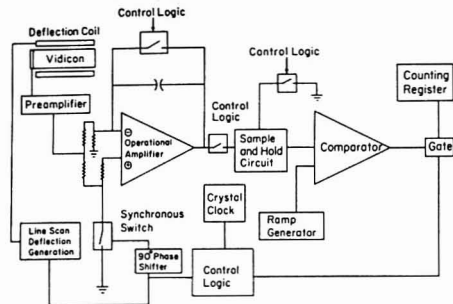 Control Logic
Deflection Coil
Vidicon
Control Logic
Counting
Register
Preamplifier
Control
Logic
⊖
Operational
Amplifier
⊕
Sample
and Hold
Circuit
Comparator
Gate
Synchronous
Switch
Crystal
Clock
Ramp
Generator
Line Scan
Deflection
Generation
90° Phase
Shifter
Control
Logic